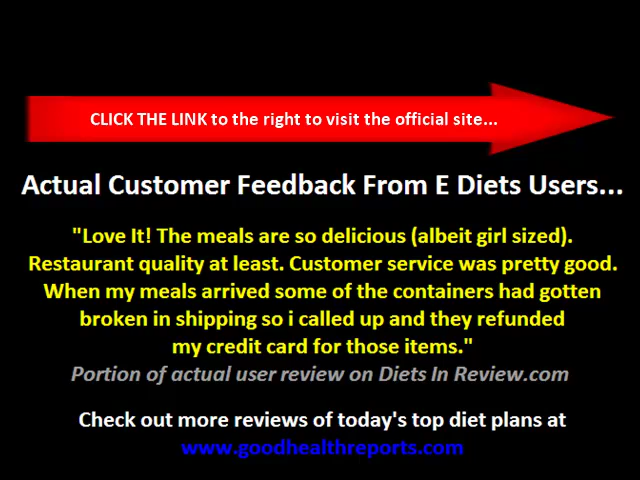 CLICK THE LINK to the right to visit the official site...
Actual Customer Feedback From E Diets Users...
"Love It! The meals are so delicious (albeit girl sized).
Restaurant quality at least. Customer service was pretty good.
When my meals arrived some of the containers had gotten
broken in shipping so i called up and they refunded
my credit card for those items."
Portion of actual user review on Diets In Review.com
Check out more reviews of today's top diet plans at
www.goodhealthreports.com